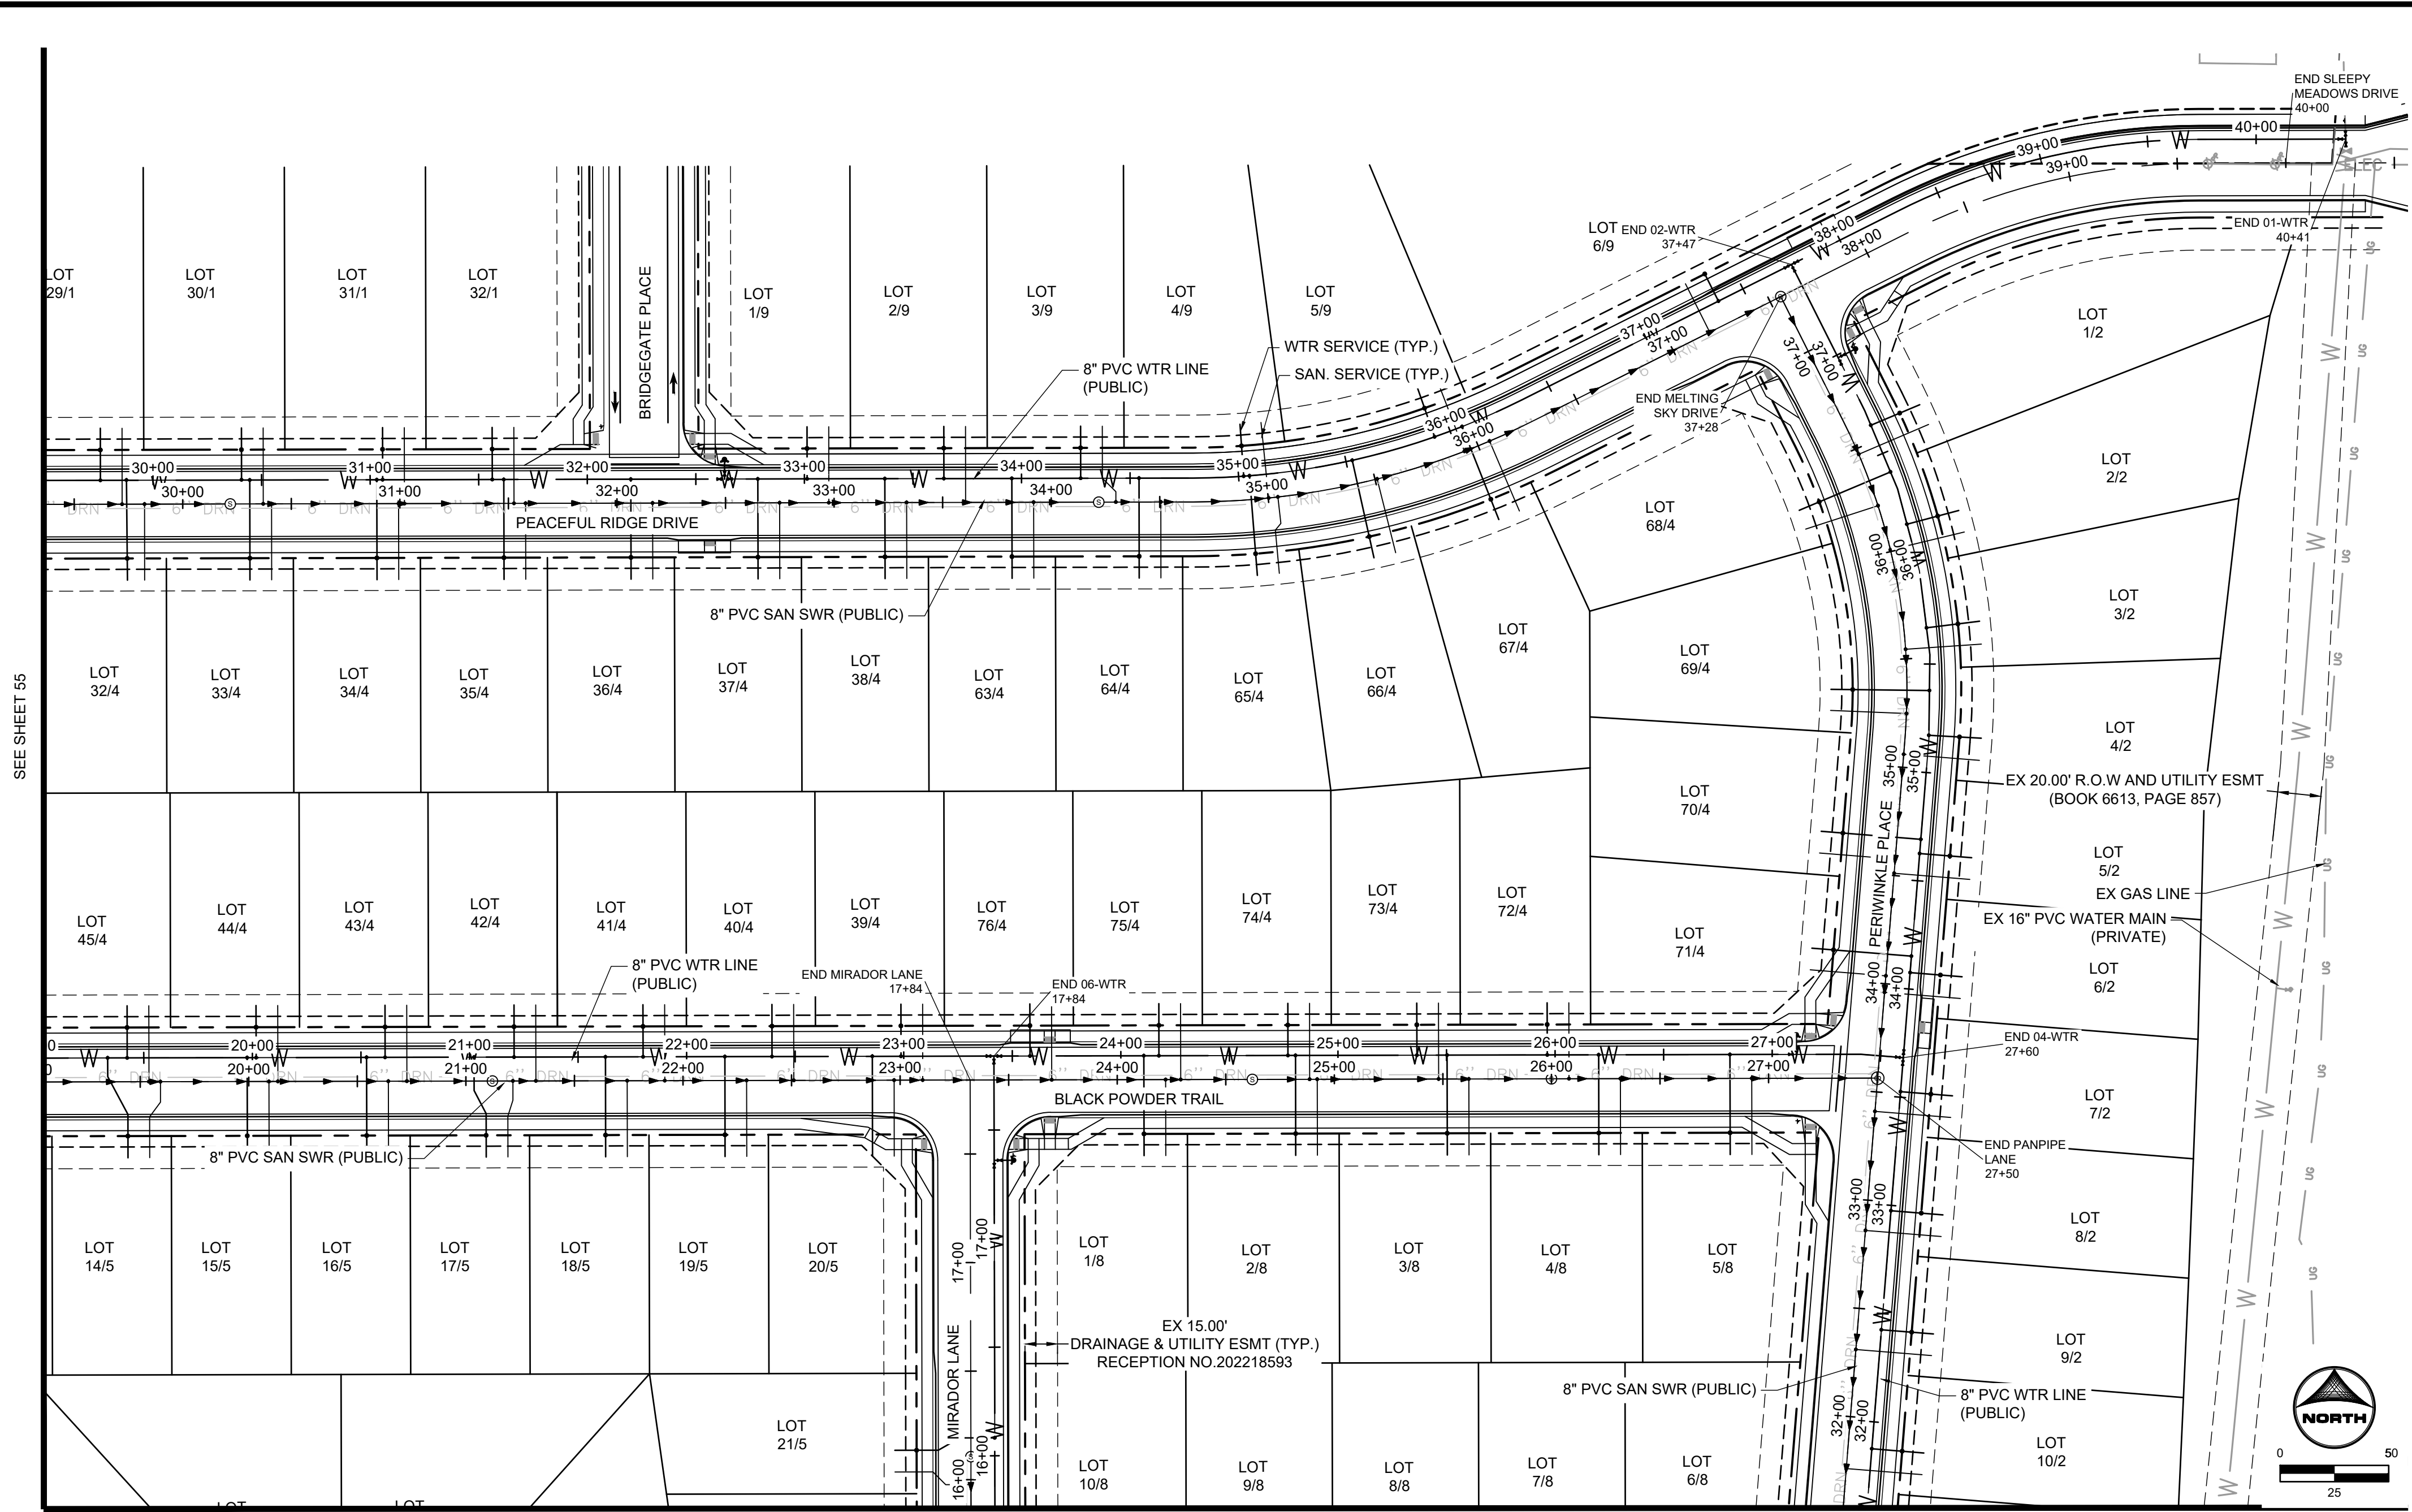 END SLEEPY
MEADOWS DRIVE
40+00
40+00
39+00
39+00
ELEC
38+00
38+00
END 01-WTR
40+41
LOT
6/9
END 02-WTR
37+47
LOT
29/1
LOT
30/1
LOT
31/1
LOT
32/1
BRIDGEGATE PLACE
LOT
1/9
LOT
2/9
LOT
3/9
LOT
4/9
LOT
5/9
LOT
1/2
WTR SERVICE (TYP.)
SAN. SERVICE (TYP.)
8" PVC WTR LINE
(PUBLIC)
37+00
37+00
37+00
37+00
END MELTING
SKY DRIVE
37+28
36+00
36+00
30+00
31+00
32+00
33+00
34+00
35+00
30+00
31+00
32+00
33+00
34+00
35+00
6'' DRN
PEACEFUL RIDGE DRIVE
LOT
2/2
LOT
68/4
36+00
36+00
8" PVC SAN SWR (PUBLIC)
LOT
3/2
LOT
32/4
LOT
33/4
LOT
34/4
LOT
35/4
LOT
36/4
LOT
37/4
LOT
38/4
LOT
63/4
LOT
64/4
LOT
65/4
LOT
66/4
LOT
67/4
LOT
69/4
SEE SHEET 55
LOT
4/2
35+00
35+00
EX 20.00' R.O.W AND UTILITY ESMT
(BOOK 6613, PAGE 857)
LOT
70/4
PERIWINKLE PLACE
LOT
5/2
EX GAS LINE
EX 16" PVC WATER MAIN
(PRIVATE)
LOT
45/4
LOT
44/4
LOT
43/4
LOT
42/4
LOT
41/4
LOT
40/4
LOT
39/4
LOT
76/4
LOT
75/4
LOT
74/4
LOT
73/4
LOT
72/4
LOT
71/4
LOT
6/2
34+00
34+00
8" PVC WTR LINE
(PUBLIC)
END MIRADOR LANE
17+84
END 06-WTR
17+84
END 04-WTR
27+60
20+00
21+00
22+00
23+00
24+00
25+00
26+00
27+00
20+00
21+00
22+00
23+00
24+00
25+00
26+00
27+00
6'' DRN
BLACK POWDER TRAIL
LOT
7/2
8" PVC SAN SWR (PUBLIC)
END PANPIPE
LANE
27+50
33+00
33+00
LOT
8/2
LOT
14/5
LOT
15/5
LOT
16/5
LOT
17/5
LOT
18/5
LOT
19/5
LOT
20/5
17+00
17+00
LOT
1/8
LOT
2/8
LOT
3/8
LOT
4/8
LOT
5/8
EX 15.00'
DRAINAGE & UTILITY ESMT (TYP.)
RECEPTION NO.202218593
LOT
9/2
MIRADOR LANE
8" PVC SAN SWR (PUBLIC)
8" PVC WTR LINE
(PUBLIC)
32+00
32+00
LOT
21/5
16+00
16+00
LOT
10/8
LOT
9/8
LOT
8/8
LOT
7/8
LOT
6/8
LOT
10/2
NORTH
0
50
25